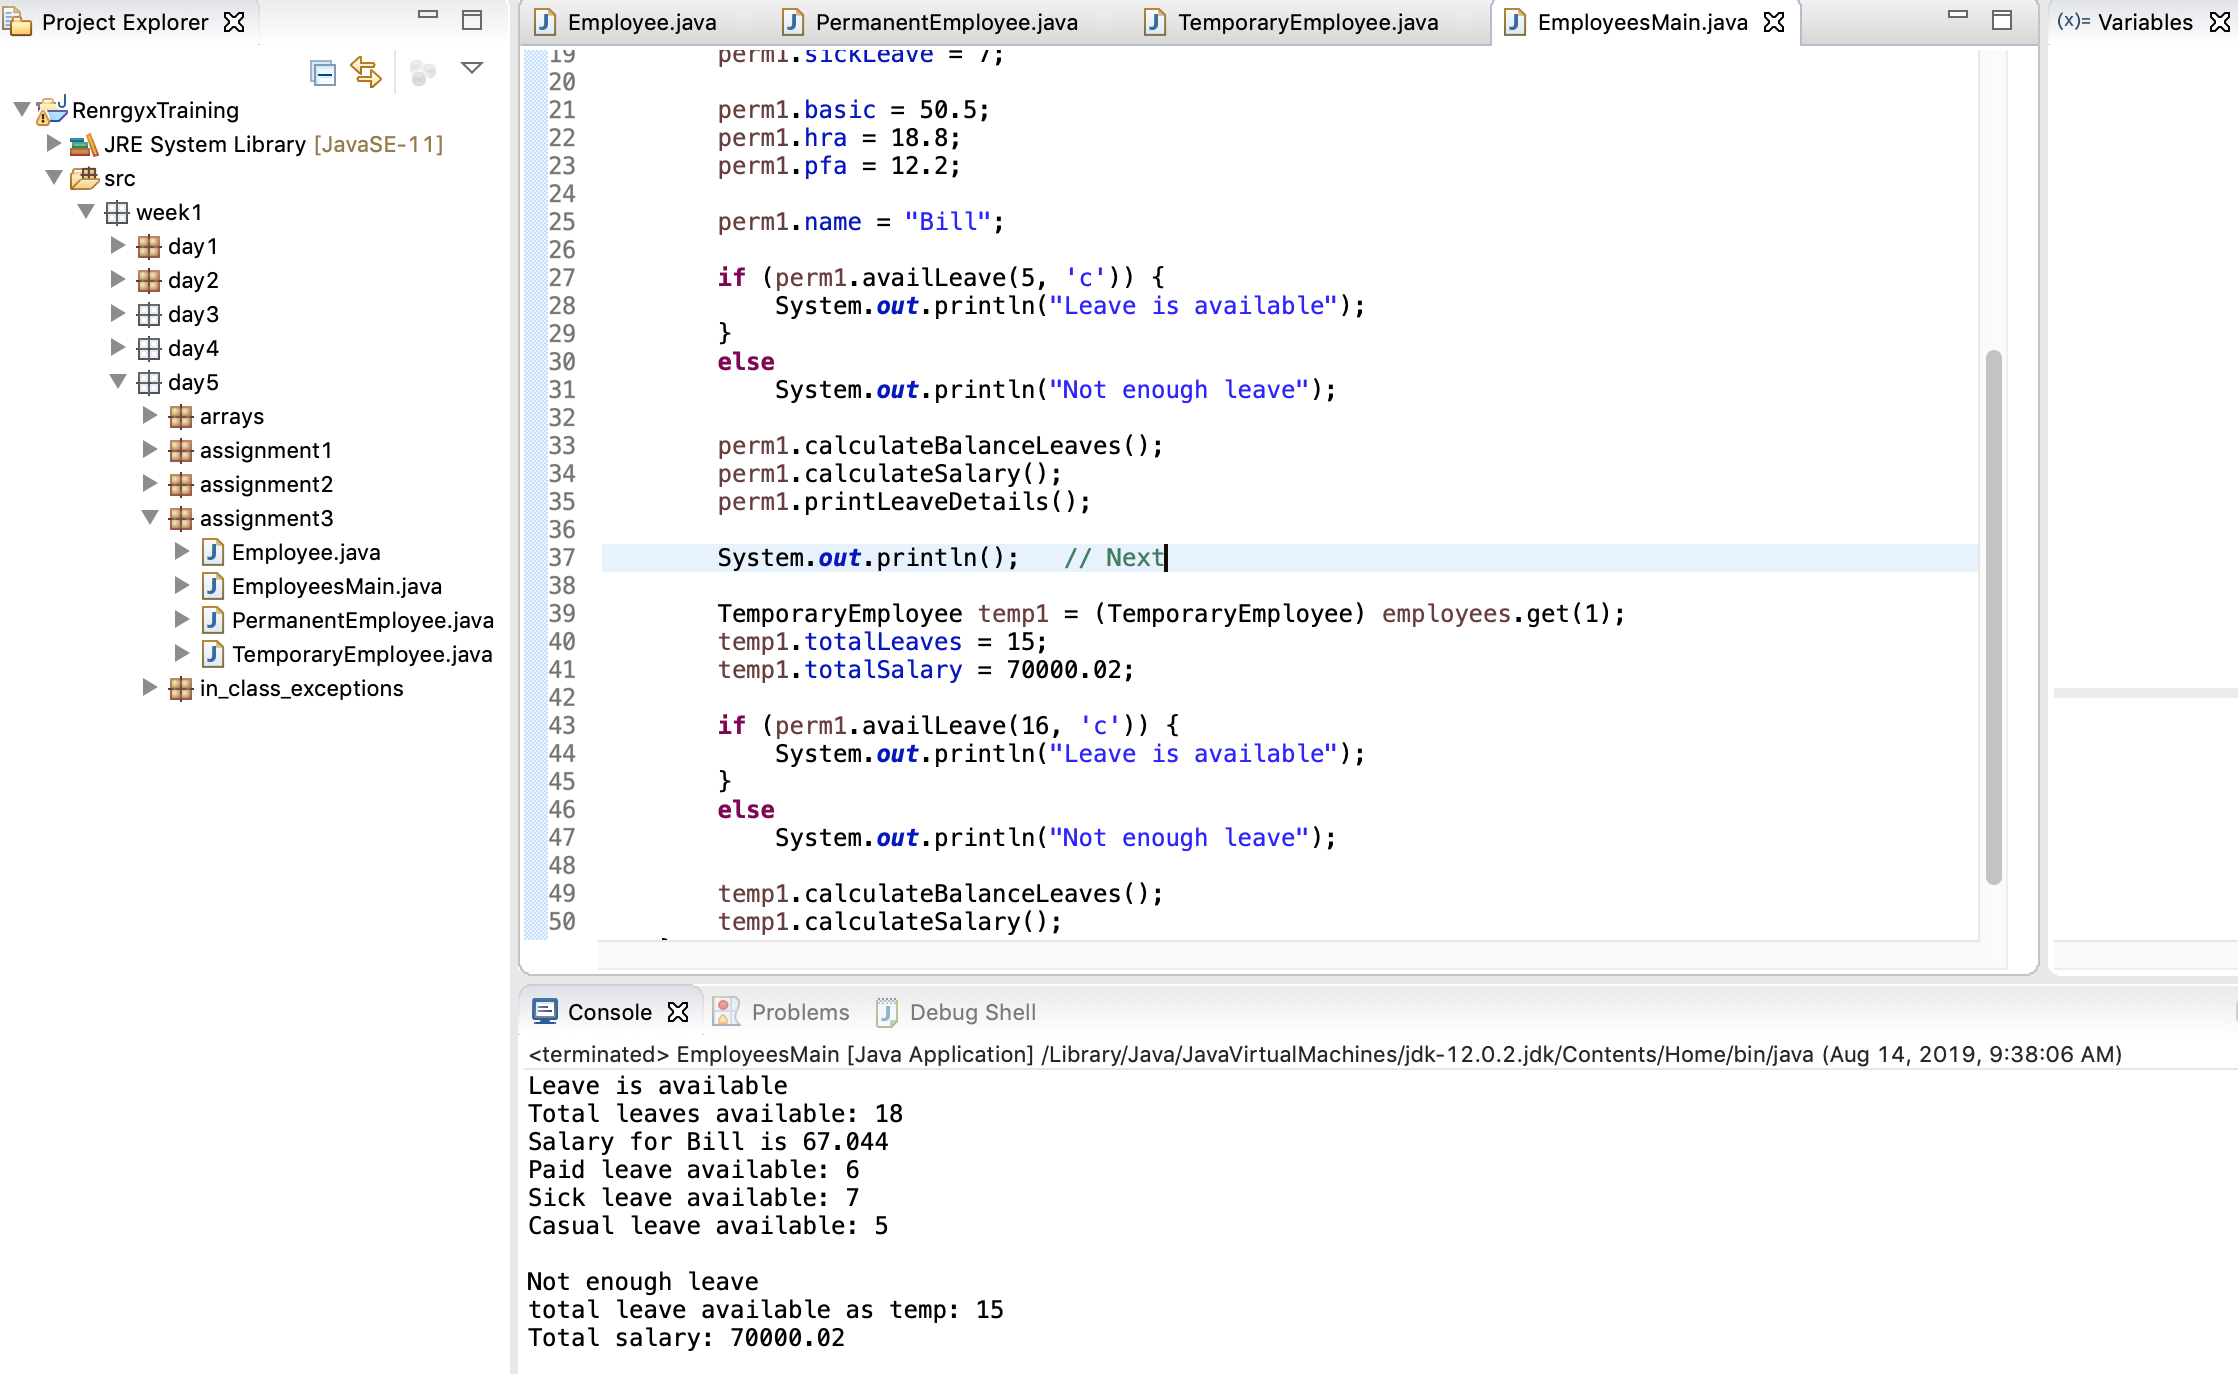 Project Explorer
RenrgyxTraining
JRE System Library [JavaSE-11]
src
week1
day1
day2
day3
day4
day5
arrays
assignment1
assignment2
assignment3
Employee.java
EmployeesMain.java
PermanentEmployee.java
TemporaryEmployee.java
in_class_exceptions
Employee.java PermanentEmployee.java TemporaryEmployee.java EmployeesMain.java
19 perm1.sickLeave = 7;
20
21 perm1.basic = 50.5;
22 perm1.hra = 18.8;
23 perm1.pfa = 12.2;
24
25 perm1.name = "Bill";
26
27 if (perm1.availLeave(5, 'c')) {
28 System.out.println("Leave is available");
29 }
30 else
31 System.out.println("Not enough leave");
32
33 perm1.calculateBalanceLeaves();
34 perm1.calculateSalary();
35 perm1.printLeaveDetails();
36
37 System.out.println(); // Next
38
39 TemporaryEmployee temp1 = (TemporaryEmployee) employees.get(1);
40 temp1.totalLeaves = 15;
41 temp1.totalSalary = 70000.02;
42
43 if (perm1.availLeave(16, 'c')) {
44 System.out.println("Leave is available");
45 }
46 else
47 System.out.println("Not enough leave");
48
49 temp1.calculateBalanceLeaves();
50 temp1.calculateSalary();
(x)= Variables
Console Problems Debug Shell
<terminated> EmployeesMain [Java Application] /Library/Java/JavaVirtualMachines/jdk-12.0.2.jdk/Contents/Home/bin/java (Aug 14, 2019, 9:38:06 AM)
Leave is available
Total leaves available: 18
Salary for Bill is 67.044
Paid leave available: 6
Sick leave available: 7
Casual leave available: 5
Not enough leave
total leave available as temp: 15
Total salary: 70000.02